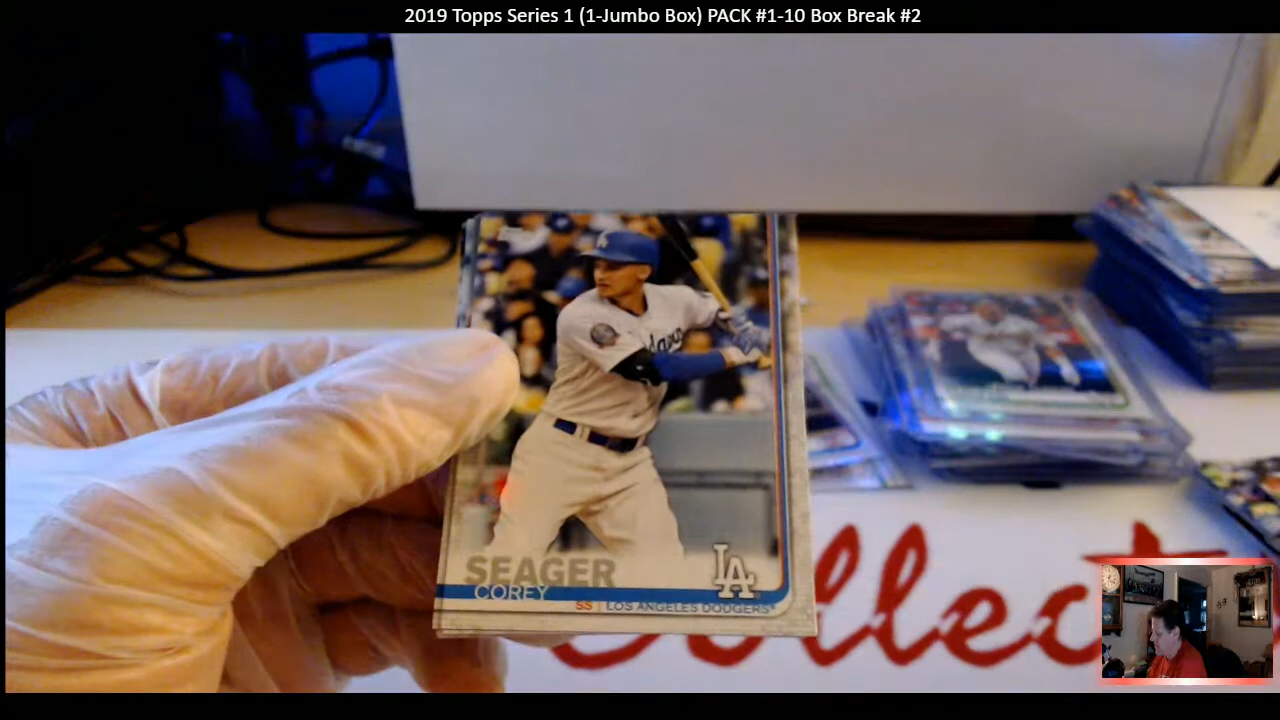 2019 Topps Series 1 (1-Jumbo Box) PACK #1-10 Box Break #2
SEAGER
COREY
LA
SS | LOS ANGELES DODGERS
Collect